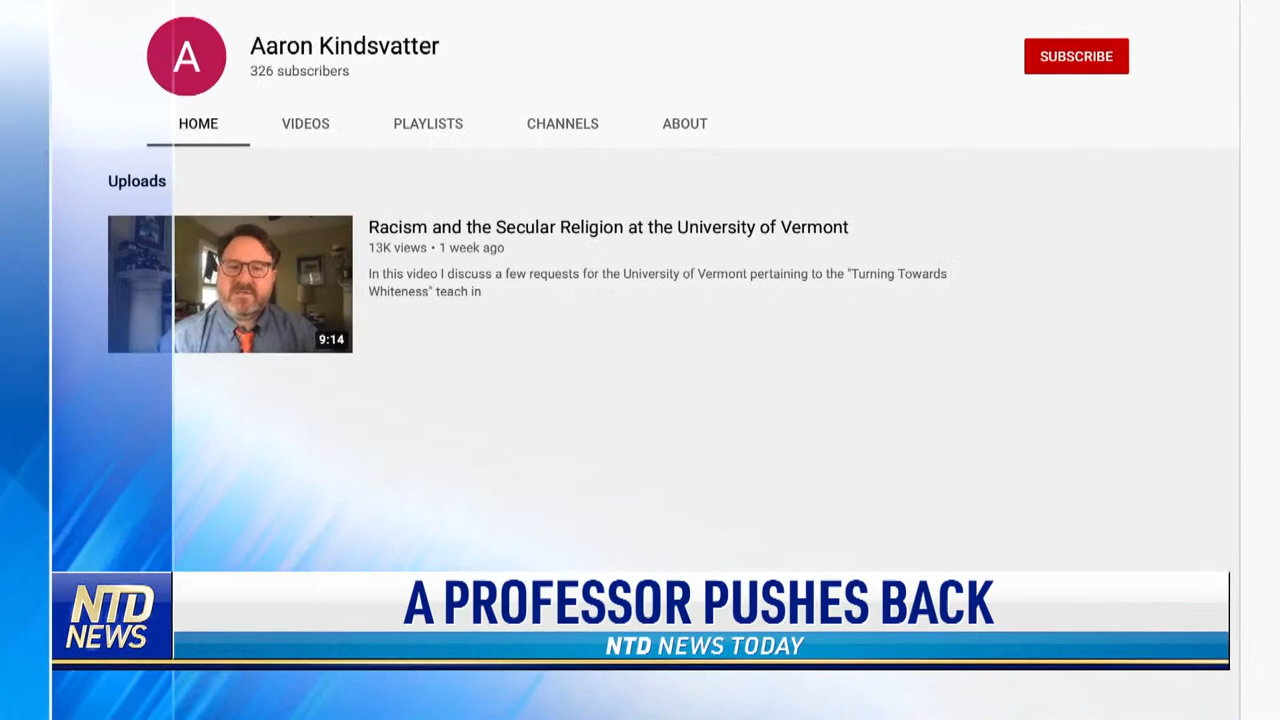 A
Aaron Kindsvatter
326 subscribers
SUBSCRIBE
HOME VIDEOS PLAYLISTS CHANNELS ABOUT
Uploads
Racism and the Secular Religion at the University of Vermont
13K views • 1 week ago
In this video I discuss a few requests for the University of Vermont pertaining to the "Turning Towards
Whiteness" teach in
9:14
NTD
NEWS
A PROFESSOR PUSHES BACK
NTD NEWS TODAY